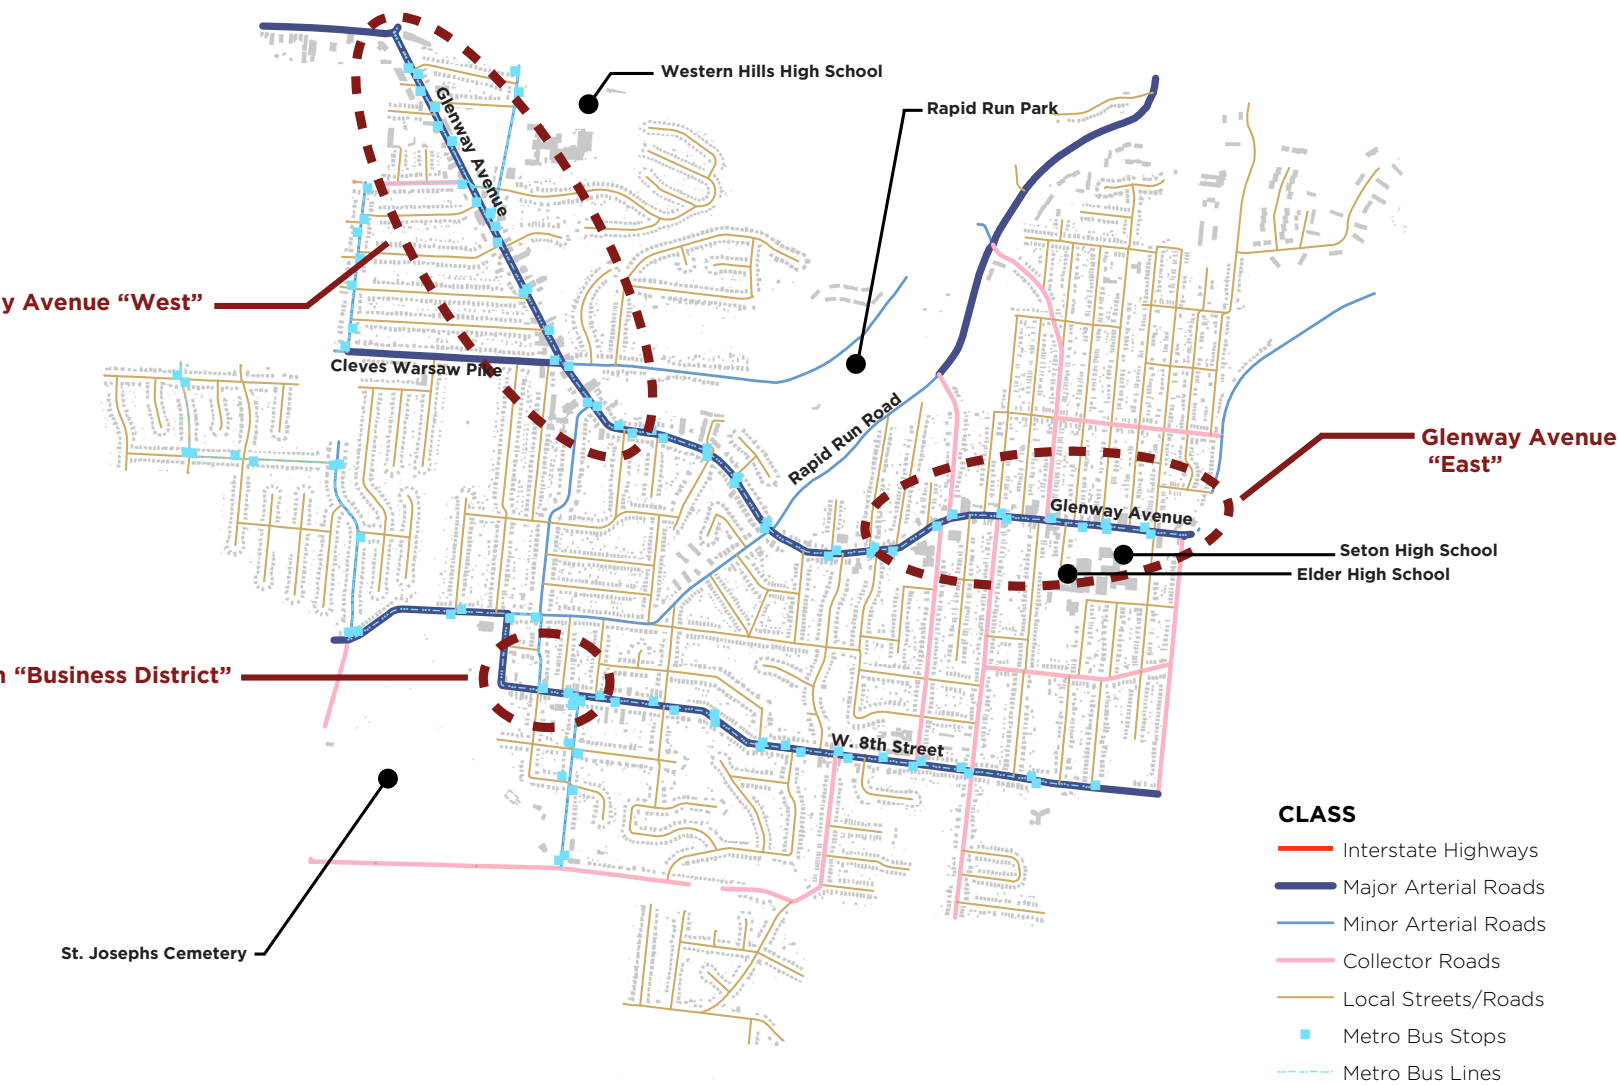 Western Hills High School
Rapid Run Park
Glenway Avenue
y Avenue “West”
Cleves Warsaw Pike
Rapid Run Road
Glenway Avenue
“East”
Glenway Avenue
Seton High School
Elder High School
n “Business District”
W. 8th Street
St. Josephs Cemetery
CLASS
Interstate Highways
Major Arterial Roads
Minor Arterial Roads
Collector Roads
Local Streets/Roads
Metro Bus Stops
Metro Bus Lines